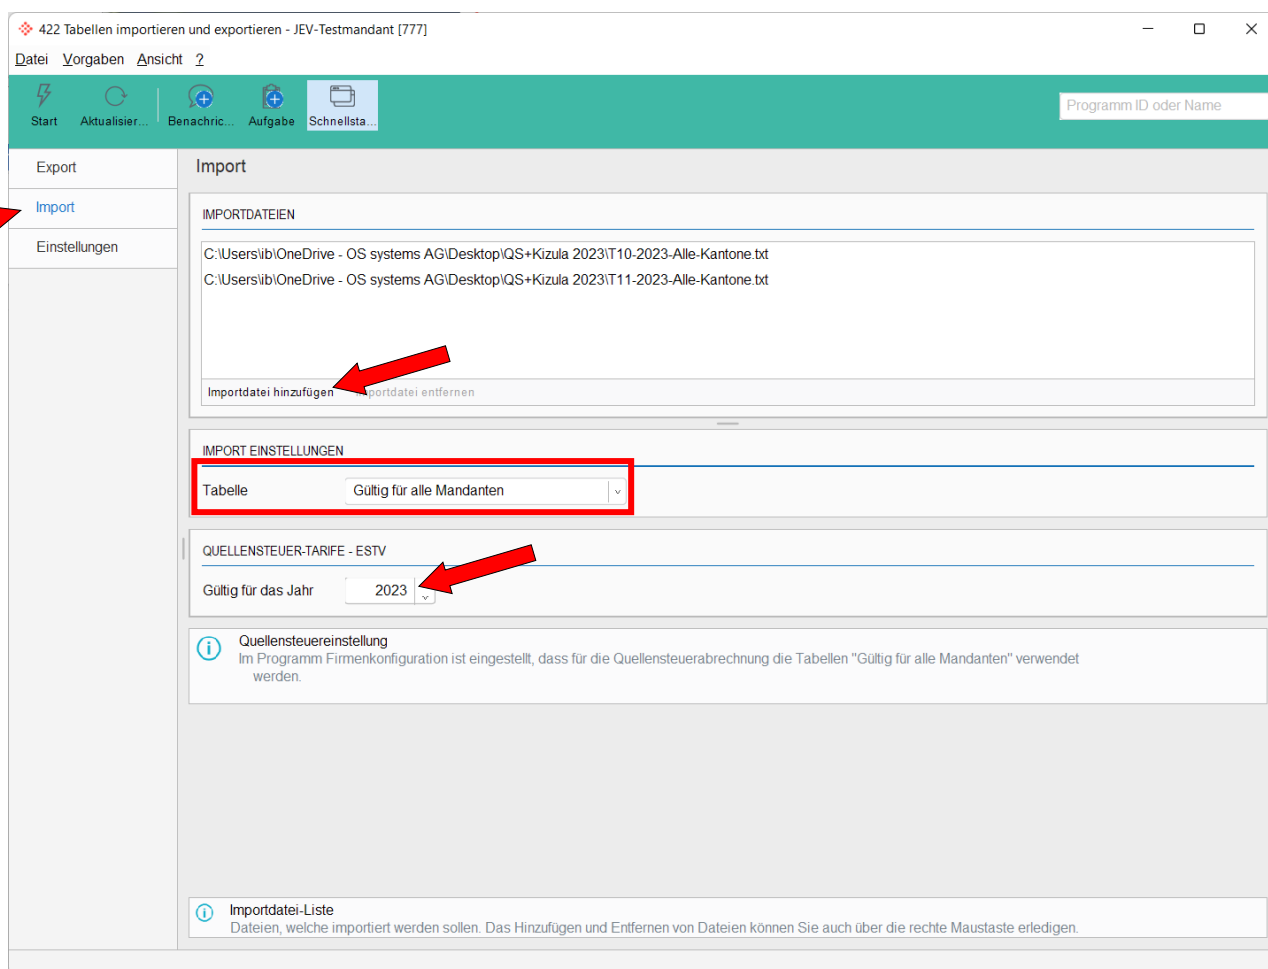 422 Tabellen importieren und exportieren - JEV-Testmandant [777]
Datei Vorgaben Ansicht ?
Start Aktualisier... Benachric... Aufgabe Schnellsta...
Programm ID oder Name
Export
Import
Einstellungen
Import
IMPORTDATEIEN
C:\Users\ib\OneDrive - OS systems AG\Desktop\QS+Kizula 2023\T10-2023-Alle-Kantone.txt
C:\Users\ib\OneDrive - OS systems AG\Desktop\QS+Kizula 2023\T11-2023-Alle-Kantone.txt
Importdatei hinzufügen Importdatei entfernen
IMPORT EINSTELLUNGEN
Tabelle Gültig für alle Mandanten
QUELLENSTEUER-TARIFE - ESTV
Gültig für das Jahr 2023
Quellensteuereinstellung
Im Programm Firmenkonfiguration ist eingestellt, dass für die Quellensteuerabrechnung die Tabellen "Gültig für alle Mandanten" verwendet
werden.
Importdatei-Liste
Dateien, welche importiert werden sollen. Das Hinzufügen und Entfernen von Dateien können Sie auch über die rechte Maustaste erledigen.